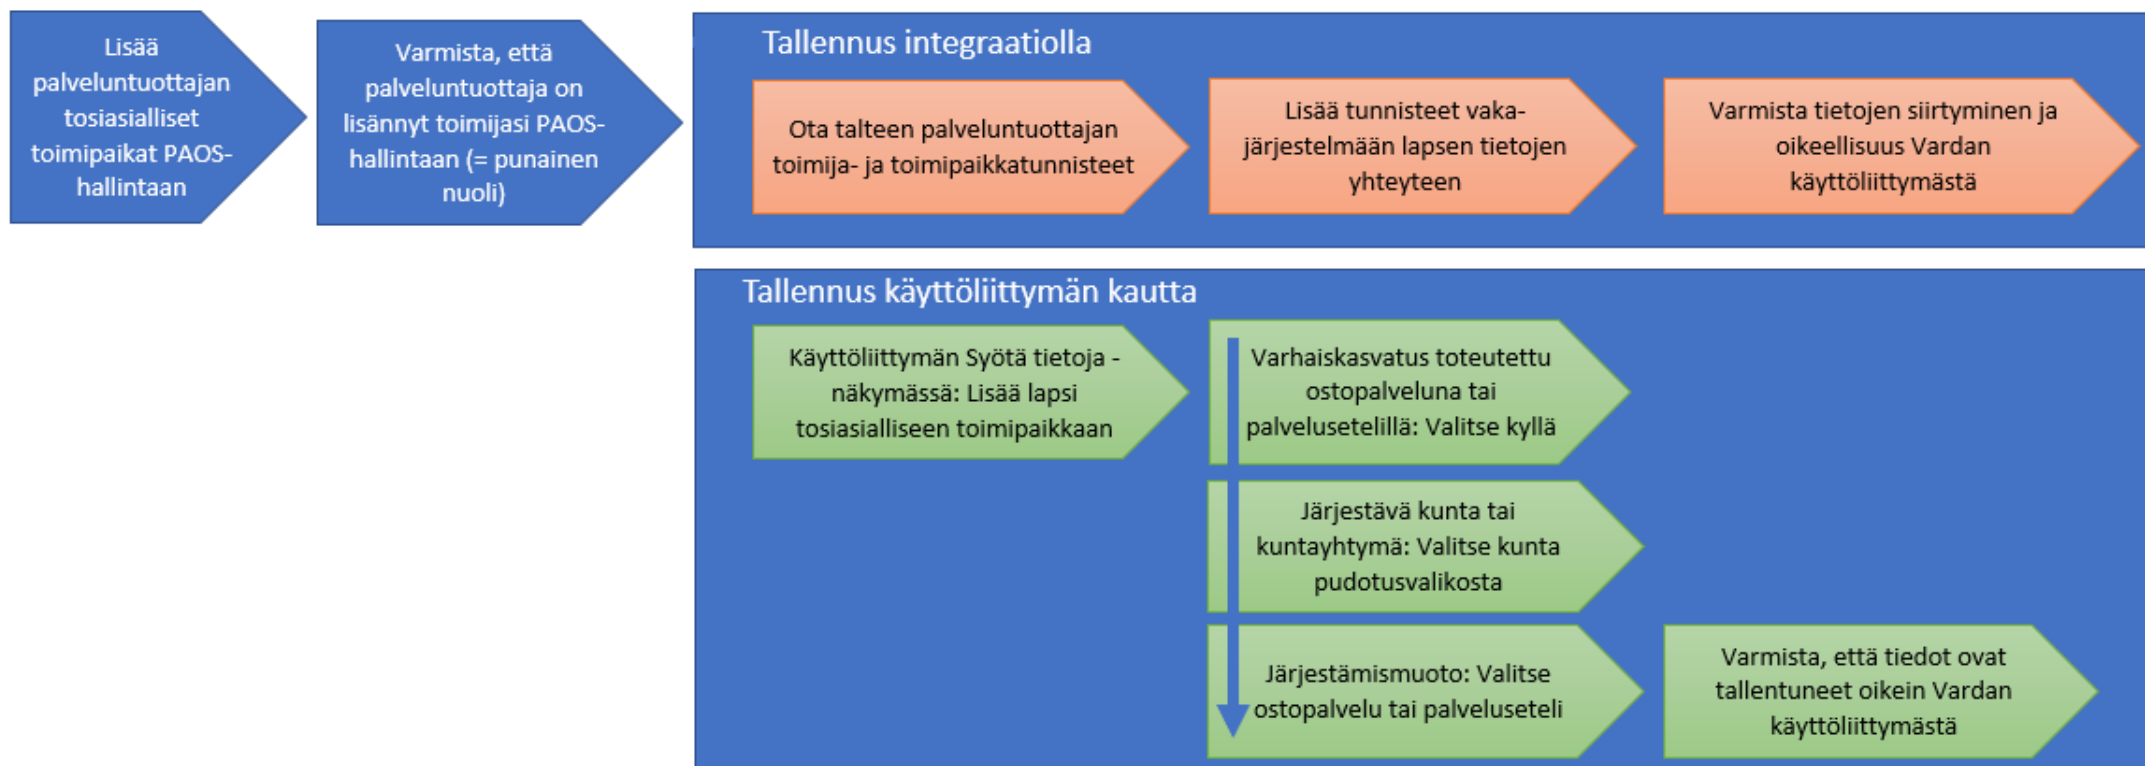 Lisää
palveluntuottajan
tosiasialliset
toimipaikat PAOS-
hallintaan
Varmista, että
palveluntuottaja on
lisännyt toimijasi PAOS-
hallintaan (= punainen
nuoli)
Tallennus integraatiolla
Ota talteen palveluntuottajan
toimija- ja toimipaikkatunnisteet
Lisää tunnisteet vaka-
järjestelmään lapsen tietojen
yhteyteen
Varmista tietojen siirtyminen ja
oikeellisuus Vardan
käyttöliittymästä
Tallennus käyttöliittymän kautta
Käyttöliittymän Syötä tietoja -
näkymässä: Lisää lapsi
tosiasialliseen toimipaikkaan
Varhaiskasvatus toteutettu
ostopalveluna tai
palvelusetelillä: Valitse kyllä
Järjestävä kunta tai
kuntayhtymä: Valitse kunta
pudotusvalikosta
Järjestämismuoto: Valitse
ostopalvelu tai palveluseteli
Varmista, että tiedot ovat
tallentuneet oikein Vardan
käyttöliittymästä